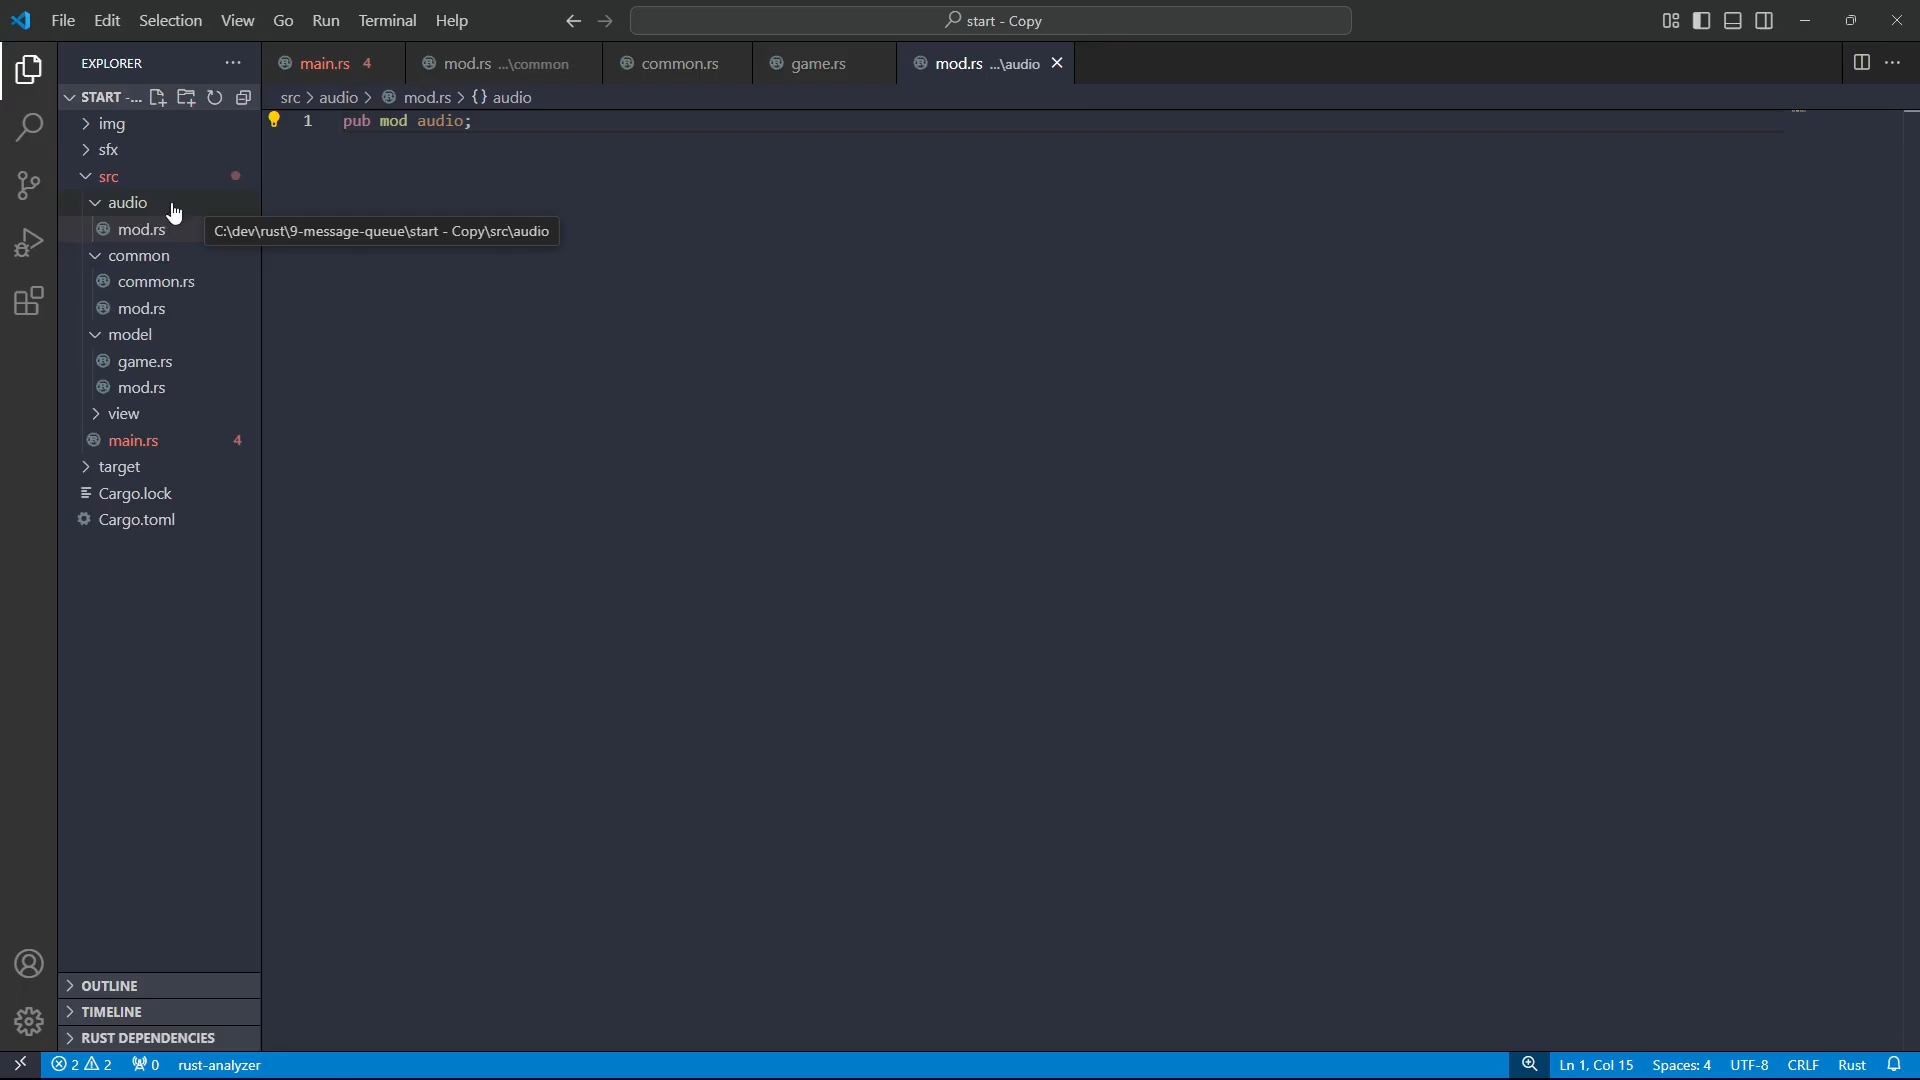 File Edit Selection View Go Run Terminal Help start - Copy
EXPLORER main.rs 4 mod.rs ...\common common.rs game.rs mod.rs ...\audio
START -... src > audio > mod.rs > {} audio
img
1 pub mod audio;
sfx
src
audio
mod.rs
C:\dev\rust\9-message-queue\start - Copy\src\audio
common
common.rs
mod.rs
model
game.rs
mod.rs
view
main.rs 4
target
Cargo.lock
Cargo.toml
OUTLINE
TIMELINE
RUST DEPENDENCIES
2 2 0 rust-analyzer Ln 1, Col 15 Spaces: 4 UTF-8 CRLF Rust